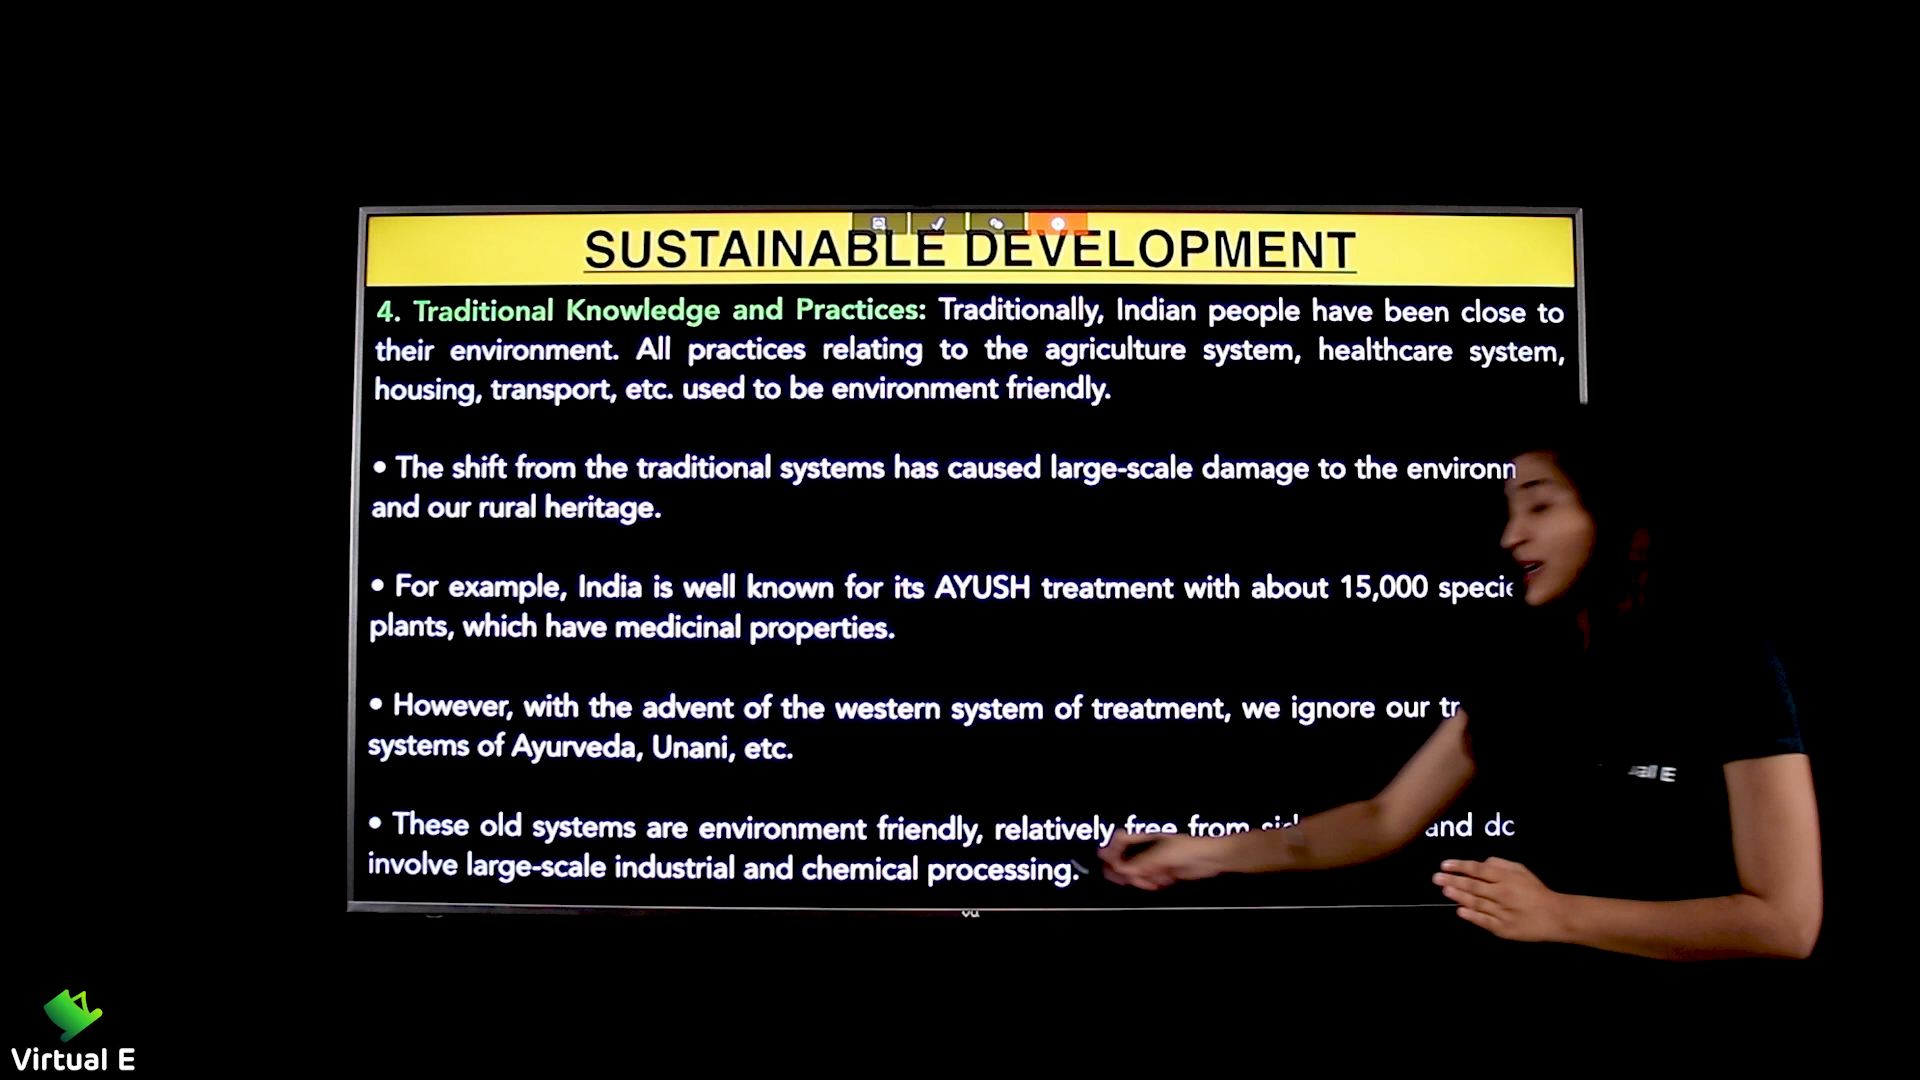 SUSTAINABLE DEVELOPMENT
4. Traditional Knowledge and Practices: Traditionally, Indian people have been close to
their environment. All practices relating to the agriculture system, healthcare system,
housing, transport, etc. used to be environment friendly.
• The shift from the traditional systems has caused large-scale damage to the
and our rural heritage.
• For example, India is well known for its AYUSH treatment with about 15,000
plants, which have medicinal properties.
• However, with the advent of the western system of treatment, we ignore our
systems of Ayurveda, Unani, etc.
• These old systems are environment friendly, relatively free from and
involve large-scale industrial and chemical processing.
Virtual E